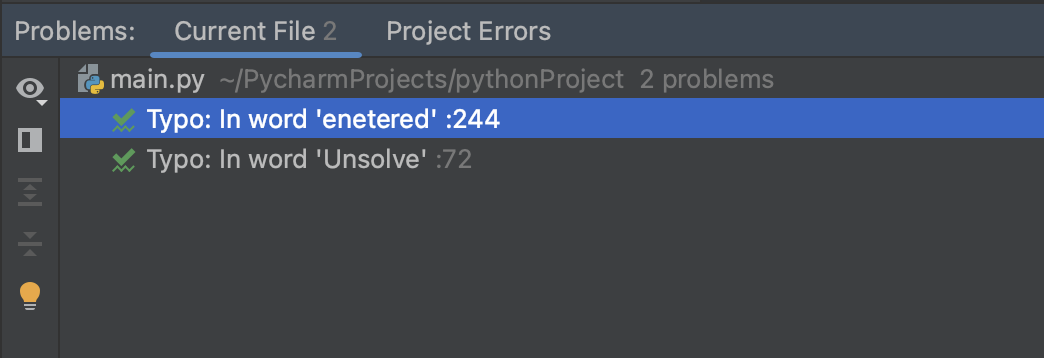 Problems: Current File 2 Project Errors
main.py ~/PycharmProjects/pythonProject 2 problems
Typo: In word 'enetered' :244
Typo: In word 'Unsolve' :72